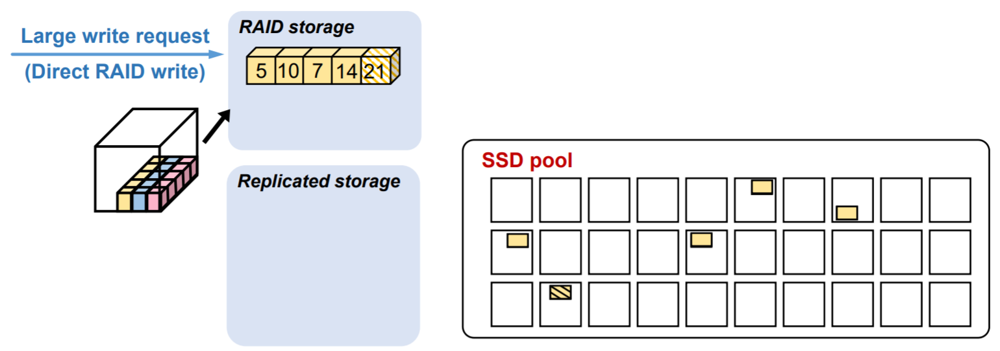 Large write request
(Direct RAID write)
RAID storage
5 10 7 14 21
Replicated storage
SSD pool